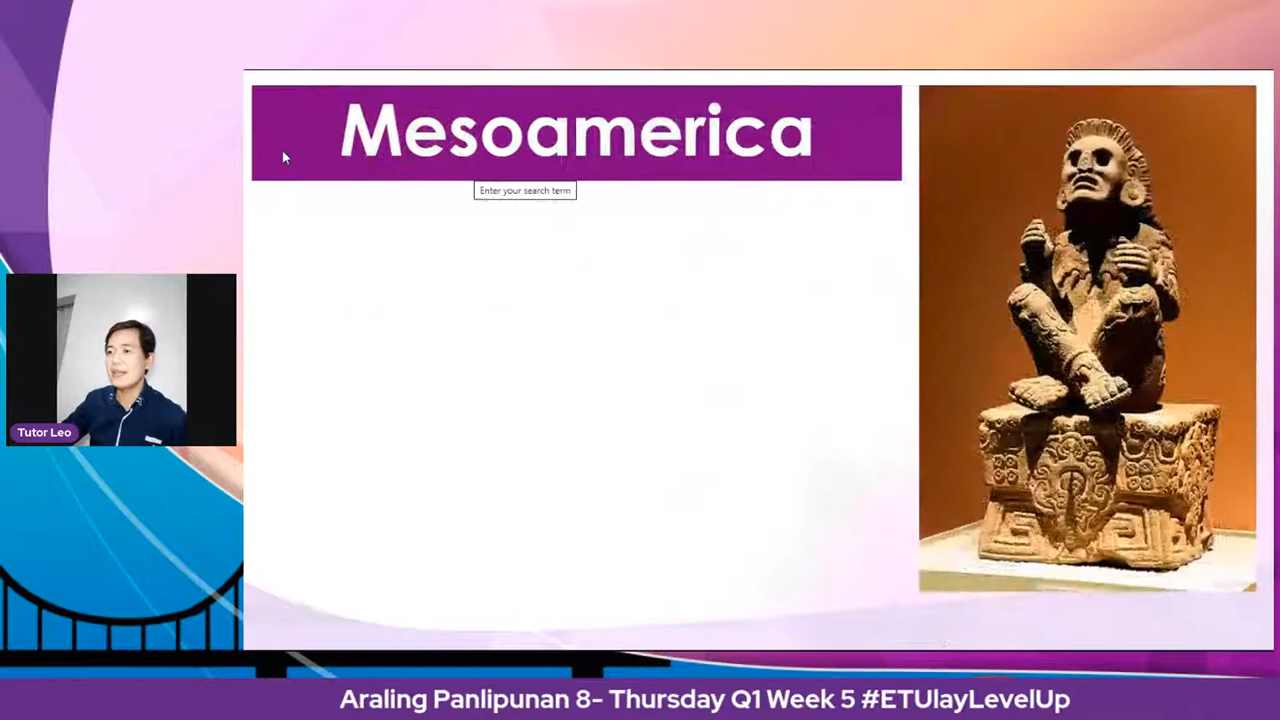 Mesoamerica
Enter your search term
Tutor Leo
Araling Panlipunan 8- Thursday Q1 Week 5 #ETUlayLevelUp